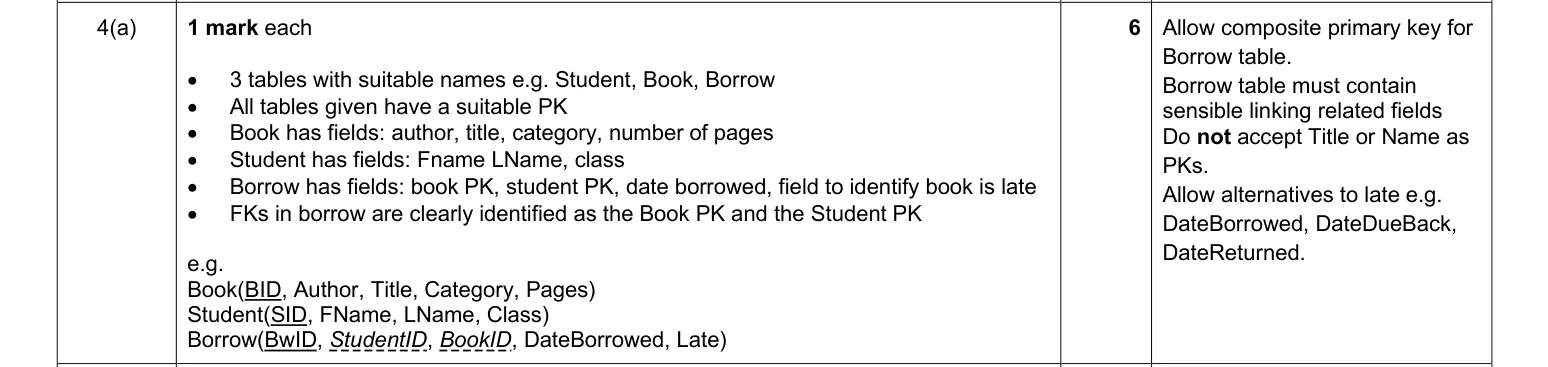 4(a)
1 mark each
• 3 tables with suitable names e.g. Student, Book, Borrow
• All tables given have a suitable PK
• Book has fields: author, title, category, number of pages
• Student has fields: Fname LName, class
• Borrow has fields: book PK, student PK, date borrowed, field to identify book is late
• FKs in borrow are clearly identified as the Book PK and the Student PK
e.g.
Book(BID, Author, Title, Category, Pages)
Student(SID, FName, LName, Class)
Borrow(BwID, StudentID, BookID, DateBorrowed, Late)
6
Allow composite primary key for
Borrow table.
Borrow table must contain
sensible linking related fields
Do not accept Title or Name as
PKs.
Allow alternatives to late e.g.
DateBorrowed, DateDueBack,
DateReturned.